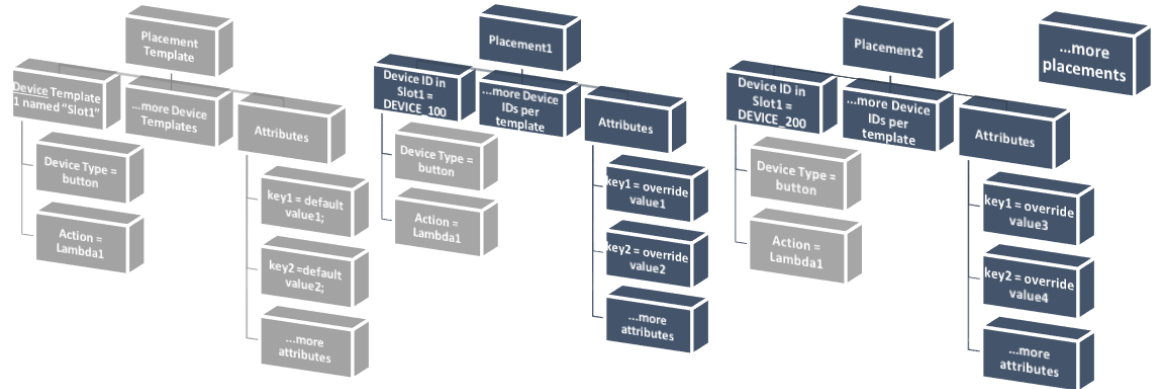 Placement
Template
Device Template
1 named “Slot1”
...more Device
Templates
Attributes
Device Type =
button
Action =
Lambda1
key1 = default
value1;
key2 =default
value2;
...more
attributes
Placement1
Device ID in
Slot1 =
DEVICE_100
...more Device
IDs per
template
Attributes
Device Type =
button
Action =
Lambda1
key1 = override
value1
key2 = override
value2
...more
attributes
Placement2
Device ID in
Slot1 =
DEVICE_200
...more Device
IDs per
template
Attributes
Device Type =
button
Action =
Lambda1
key1 = override
value3
key2 = override
value4
...more
attributes
...more
placements